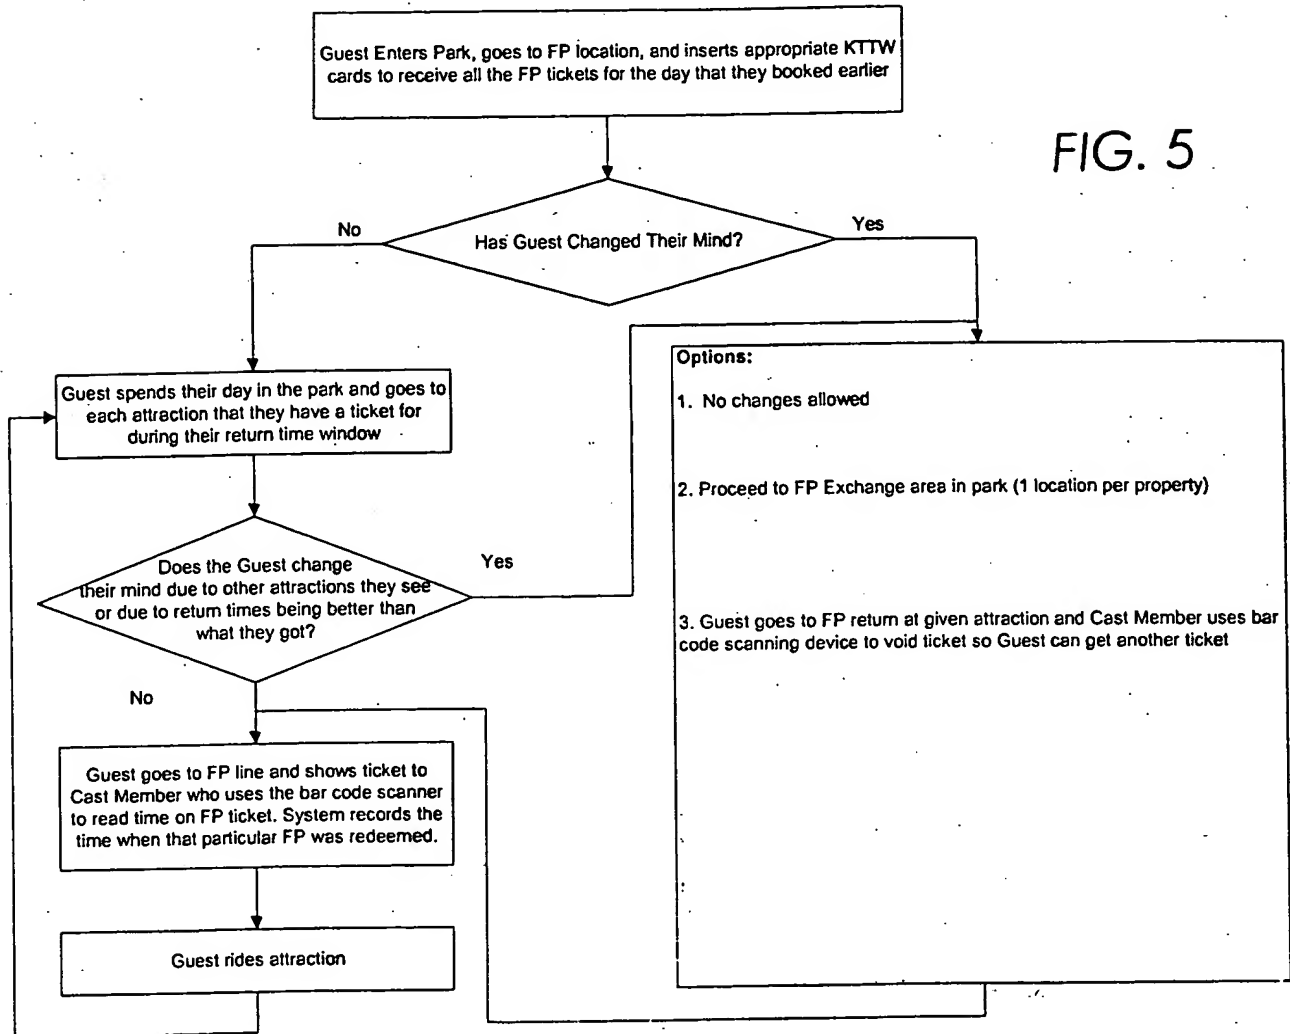 Guest Enters Park, goes to FP location, and inserts appropriate KTTW
cards to receive all the FP tickets for the day that they booked earlier
FIG. 5
No
Has Guest Changed Their Mind?
Yes
Guest spends their day in the park and goes to
each attraction that they have a ticket for
during their return time window
Options:
1. No changes allowed
2. Proceed to FP Exchange area in park (1 location per property)
3. Guest goes to FP return at given attraction and Cast Member uses bar
code scanning device to void ticket so Guest can get another ticket
Does the Guest change
their mind due to other attractions they see
or due to return times being better than
what they got?
Yes
No
Guest goes to FP line and shows ticket to
Cast Member who uses the bar code scanner
to read time on FP ticket. System records the
time when that particular FP was redeemed.
Guest rides attraction